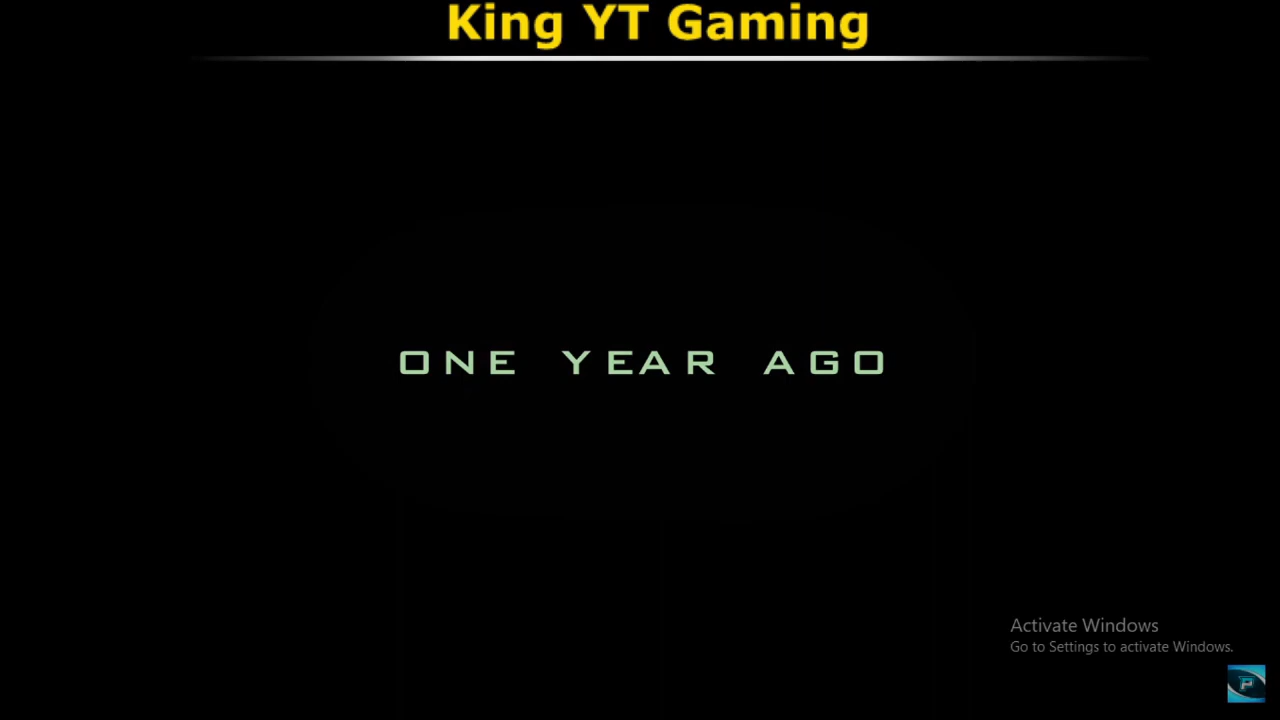 King YT Gaming
ONE YEAR AGO
Activate Windows
Go to Settings to activate Windows.
P